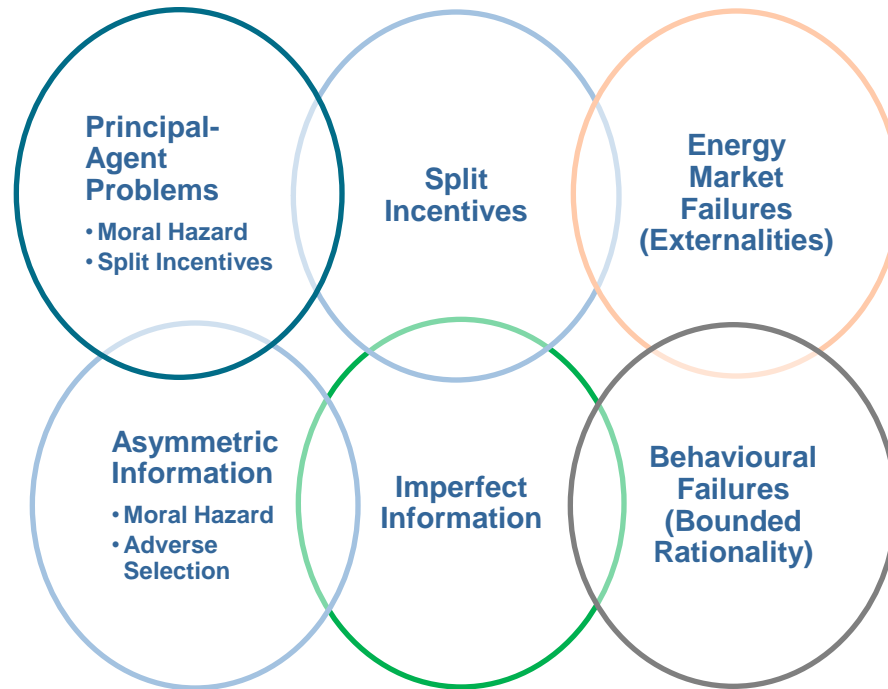 Principal-
Agent
Problems
• Moral Hazard
• Split Incentives
Split
Incentives
Energy
Market
Failures
(Externalities)
Asymmetric
Information
• Moral Hazard
• Adverse
Selection
Imperfect
Information
Behavioural
Failures
(Bounded
Rationality)